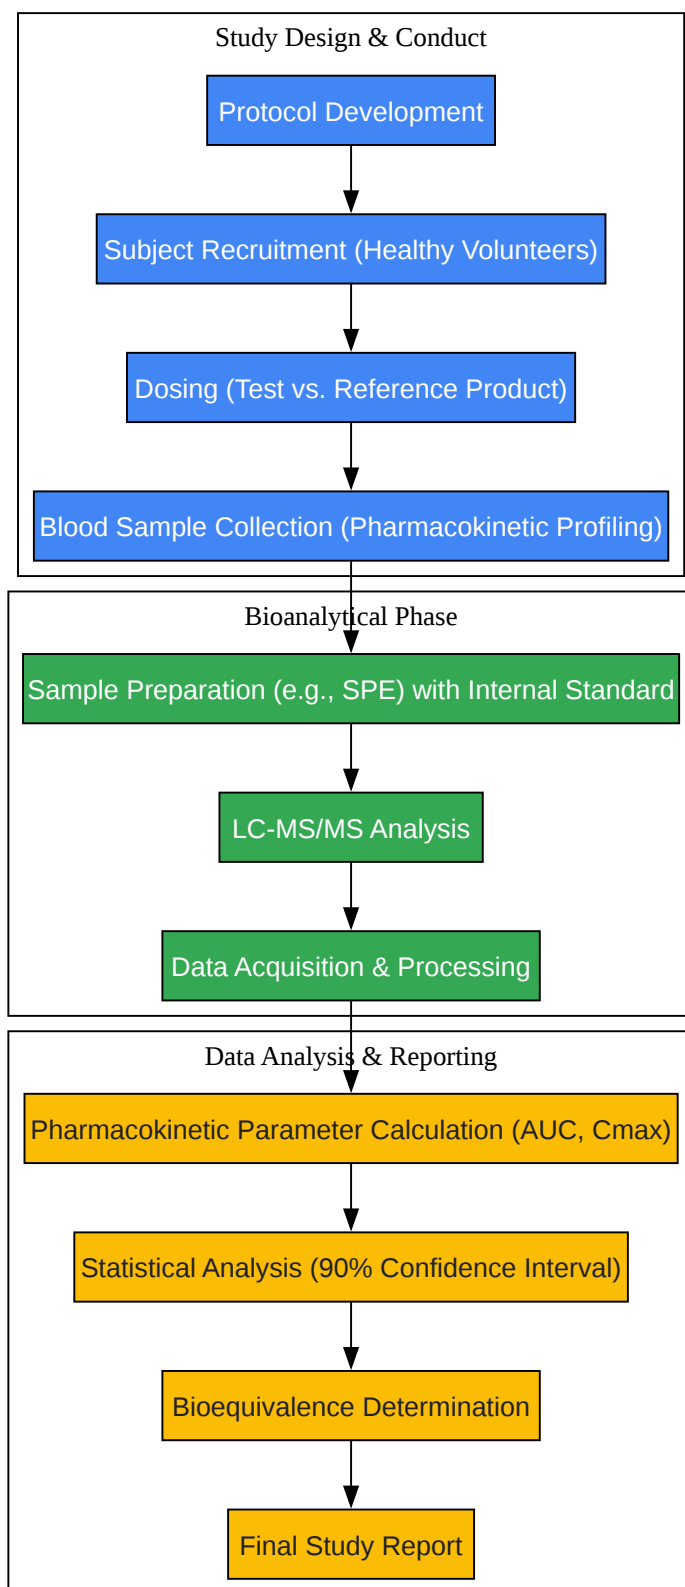 Study Design & Conduct
Protocol Development
Subject Recruitment (Healthy Volunteers)
Dosing (Test vs. Reference Product)
Blood Sample Collection (Pharmacokinetic Profiling)
Bioanalytical Phase
Sample Preparation (e.g., SPE) with Internal Standard
LC-MS/MS Analysis
Data Acquisition & Processing
Data Analysis & Reporting
Pharmacokinetic Parameter Calculation (AUC, Cmax)
Statistical Analysis (90% Confidence Interval)
Bioequivalence Determination
Final Study Report